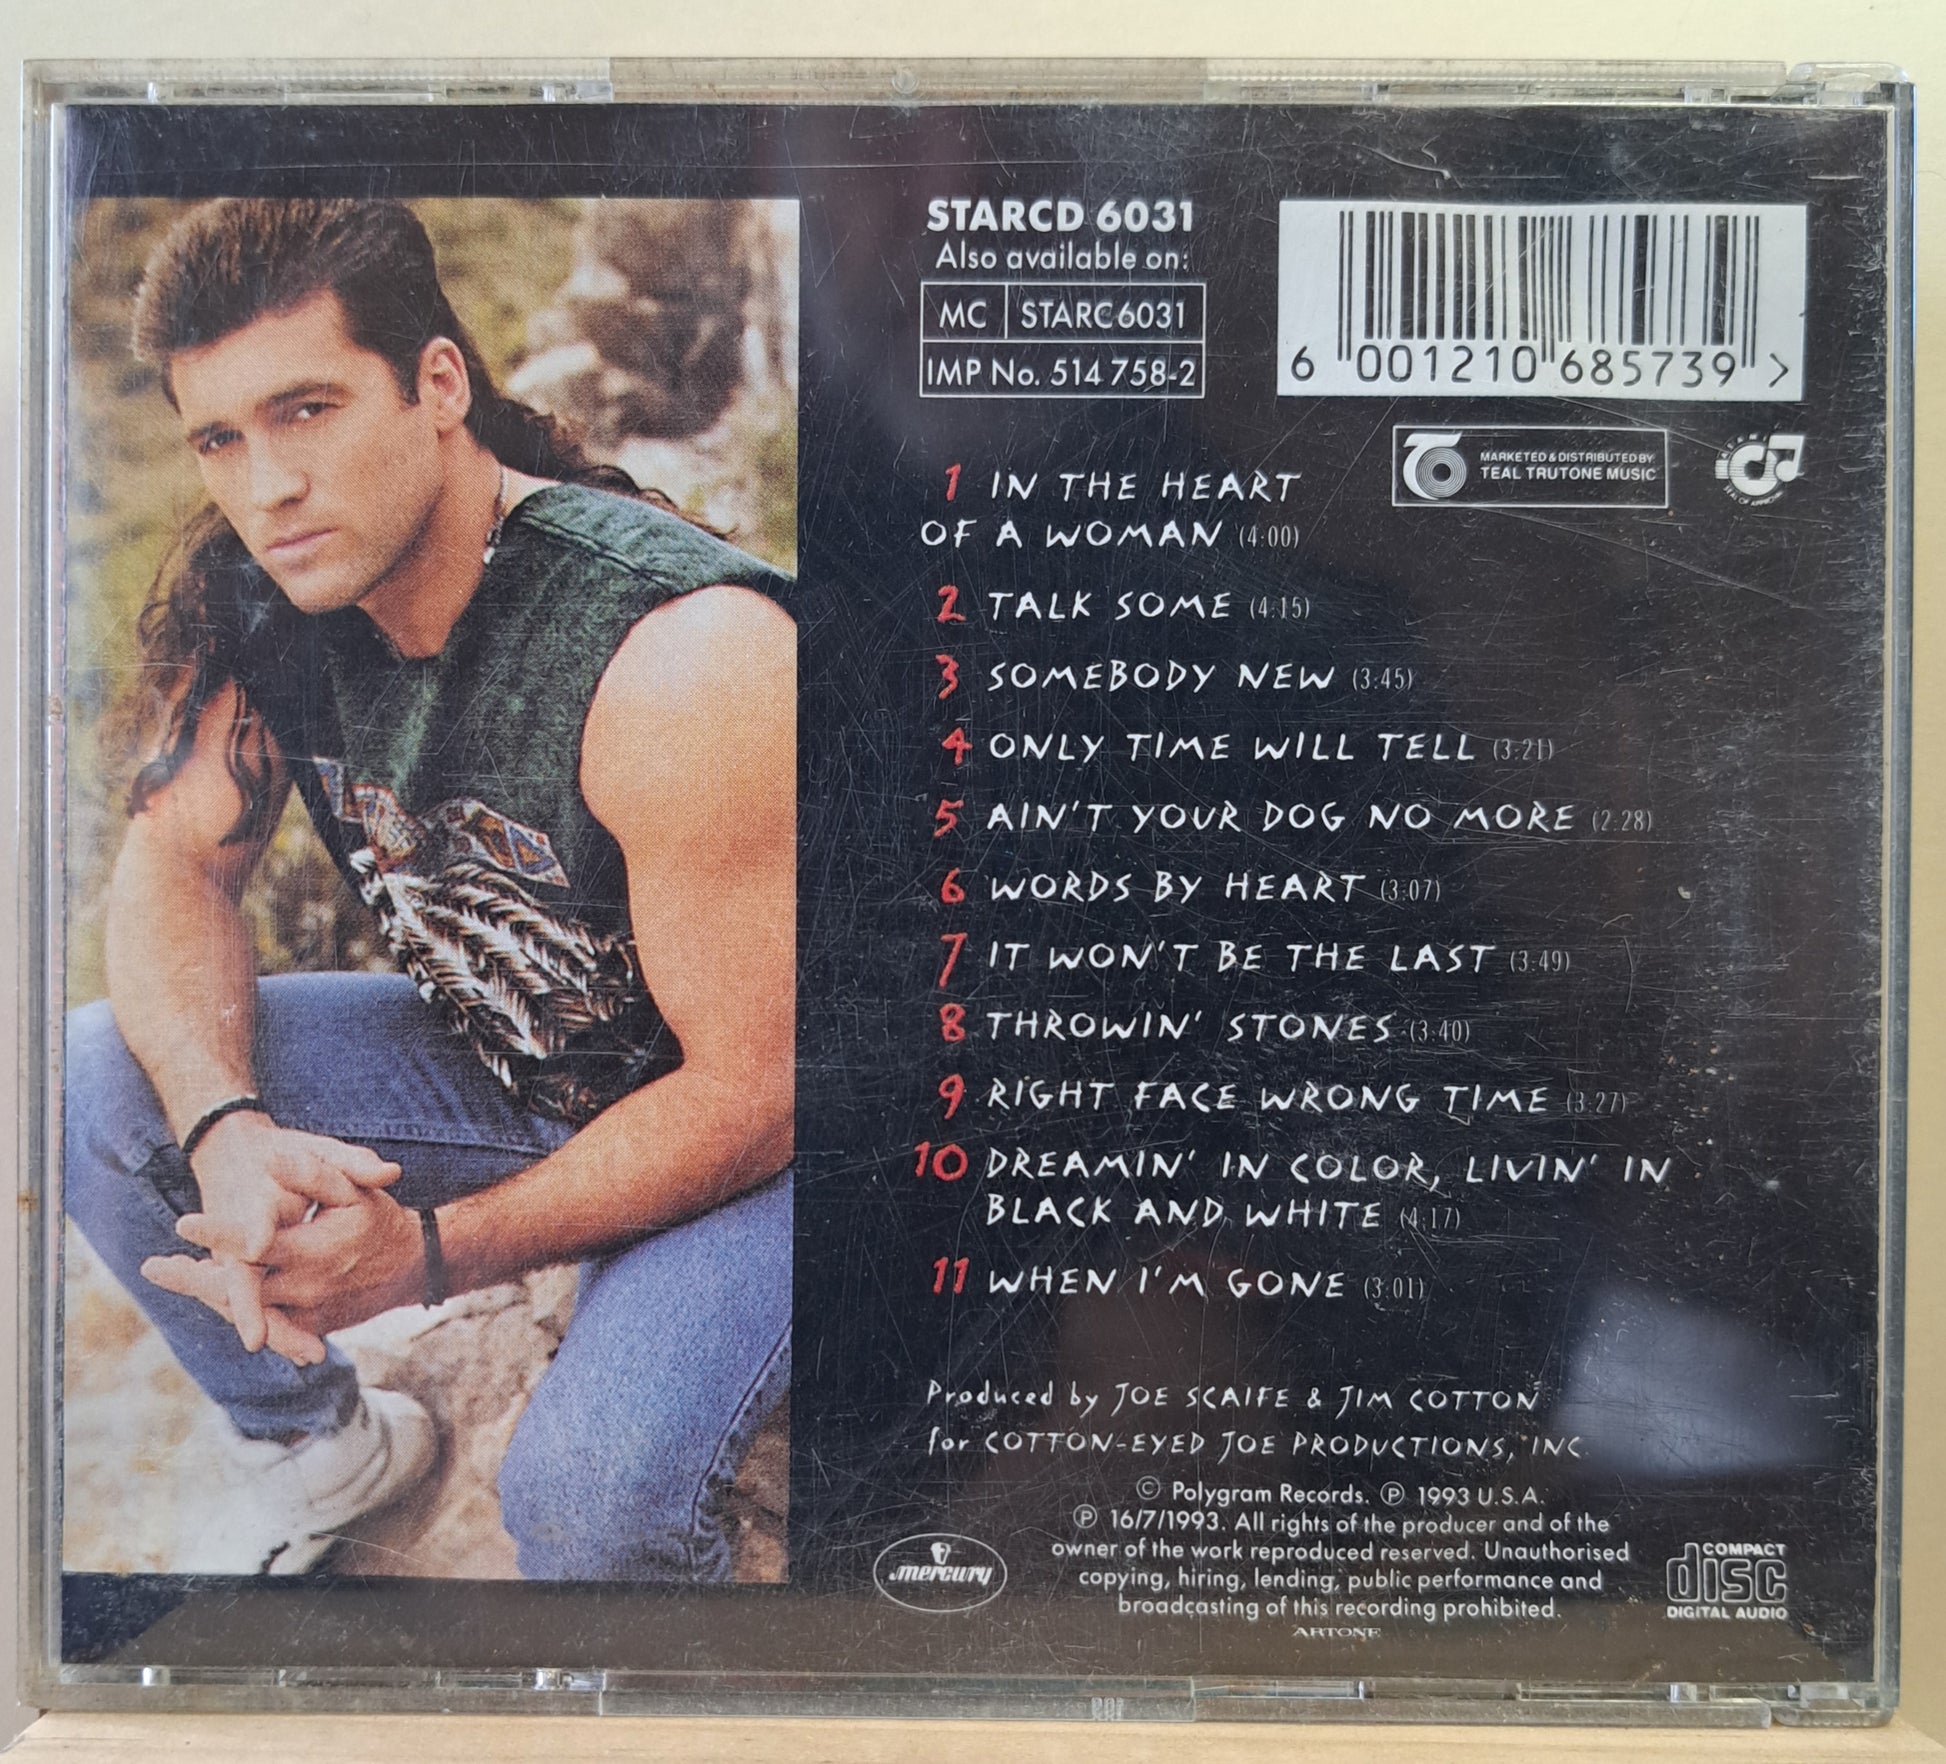 STARCD 6031
Also available on:
MC STARC6031
IMP No. 514 758-2
6 001210 685739 >
MARKETED & DISTRIBUTED BY
TEAL TRUTONE MUSIC
1 IN THE HEART
OF A WOMAN (4:00)
2 TALK SOME (4:15)
3 SOMEBODY NEW (3:45)
4 ONLY TIME WILL TELL (3:21)
5 AIN'T YOUR DOG NO MORE (2:28)
6 WORDS BY HEART (3:07)
7 IT WON'T BE THE LAST (3:49)
8 THROWIN' STONES (3:40)
9 RIGHT FACE WRONG TIME (3:27)
10 DREAMIN' IN COLOR, LIVIN' IN
BLACK AND WHITE (4:17)
11 WHEN I'M GONE (3:01)
Produced by JOE SCAIFE & JIM COTTON
for COTTON-EYED JOE PRODUCTIONS, INC.
© Polygram Records. ℗ 1993 U.S.A.
℗ 16/7/1993. All rights of the producer and of the
owner of the work reproduced reserved. Unauthorised
copying, hiring, lending, public performance and
broadcasting of this recording prohibited.
ARTONE
mercury
COMPACT
disc
DIGITAL AUDIO